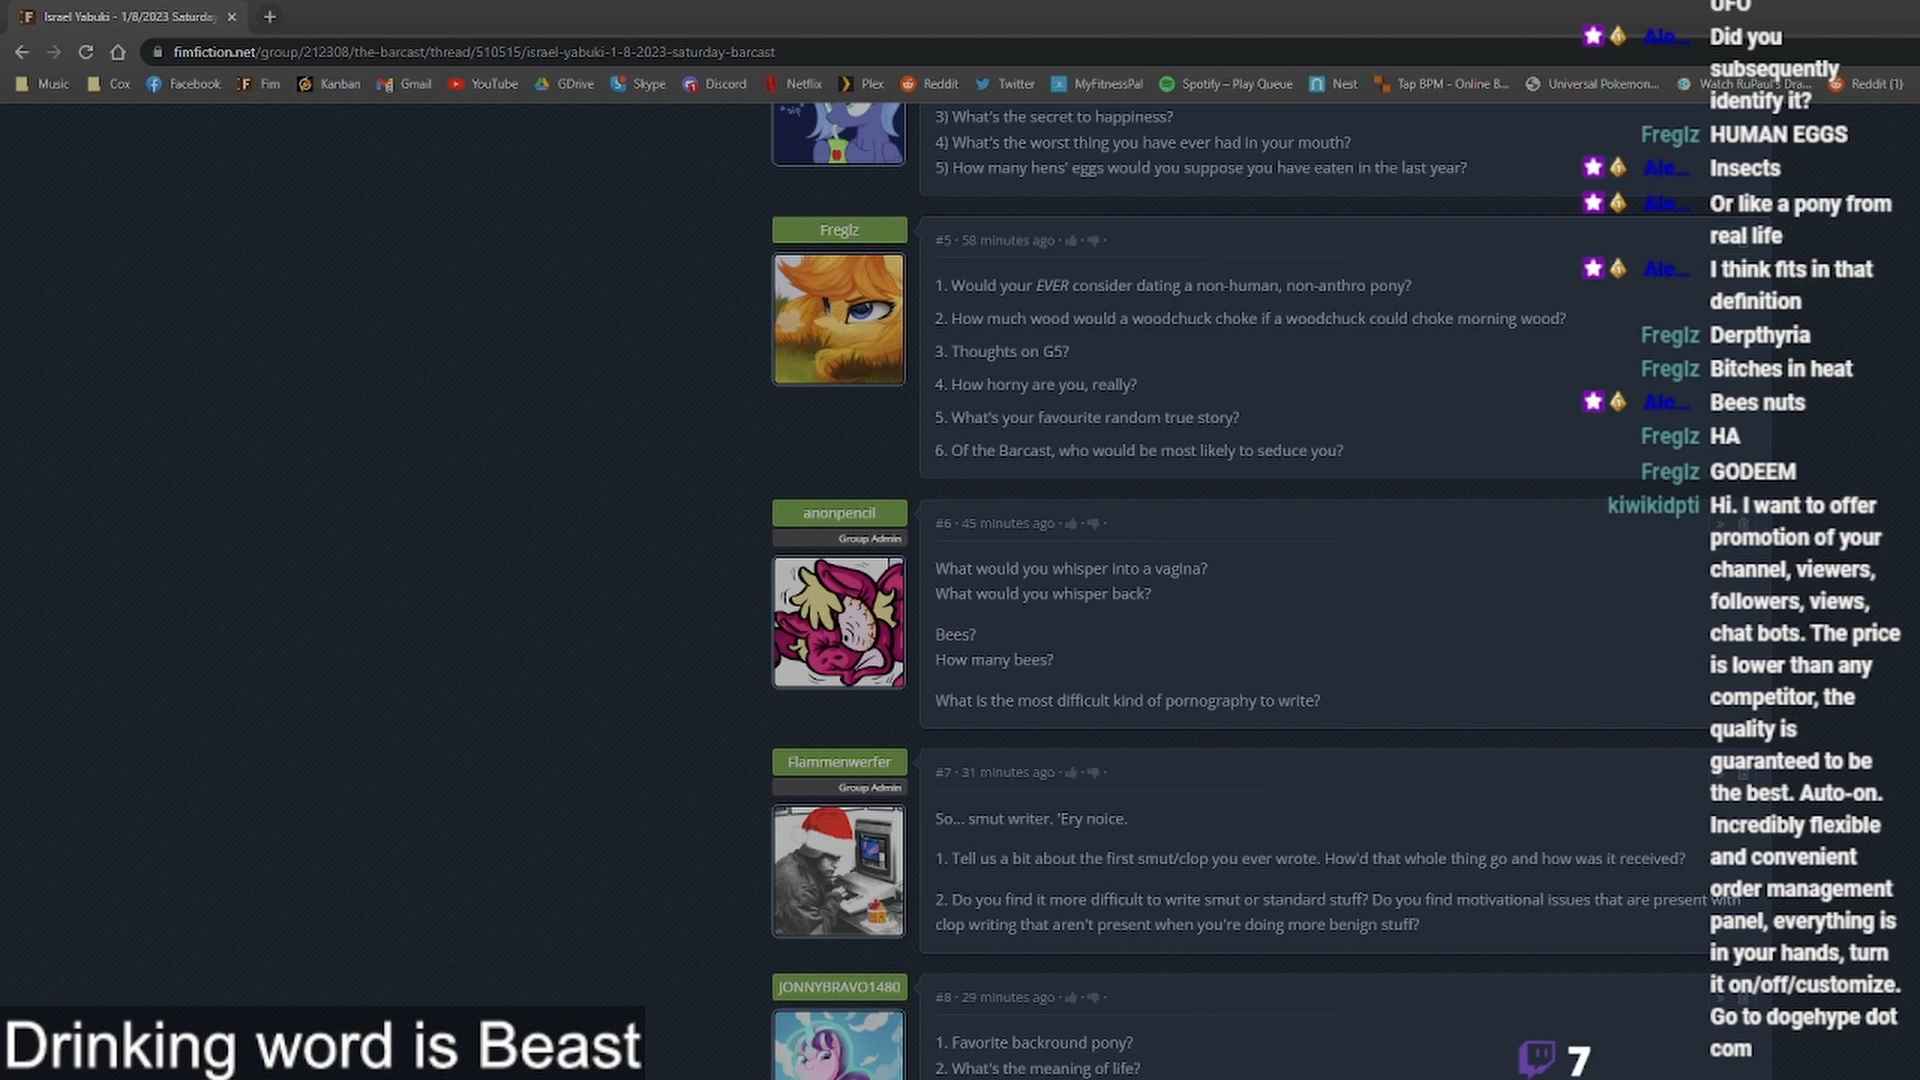 Israel Yabuki - 1/8/2023 Saturday
fimfiction.net/group/212308/the-barcast/thread/510515/israel-yabuki-1-8-2023-saturday-barcast
Music
Cox
Facebook
Fim
Kanban
Gmail
YouTube
GDrive
Skype
Discord
Netflix
Plex
Reddit
Twitter
MyFitnessPal
Spotify – Play Queue
Nest
Tap BPM - Online B...
Universal Pokemon...
Watch RuPaul's Dra...
Reddit (1)
3) What's the secret to happiness?
4) What's the worst thing you have ever had in your mouth?
5) How many hens' eggs would you suppose you have eaten in the last year?
Freglz
#5 · 58 minutes ago ·
1. Would your EVER consider dating a non-human, non-anthro pony?
2. How much wood would a woodchuck choke if a woodchuck could choke morning wood?
3. Thoughts on G5?
4. How horny are you, really?
5. What's your favourite random true story?
6. Of the Barcast, who would be most likely to seduce you?
anonpencil
Group Admin
#6 · 45 minutes ago ·
What would you whisper into a vagina?
What would you whisper back?
Bees?
How many bees?
What is the most difficult kind of pornography to write?
Flammenwerfer
Group Admin
#7 · 31 minutes ago ·
So... smut writer. 'Ery noice.
1. Tell us a bit about the first smut/clop you ever wrote. How'd that whole thing go and how was it received?
2. Do you find it more difficult to write smut or standard stuff? Do you find motivational issues that are present with
clop writing that aren't present when you're doing more benign stuff?
JONNYBRAVO1480
#8 · 29 minutes ago ·
1. Favorite backround pony?
2. What's the meaning of life?
UFO
Ale... Did you
subsequently
identify it?
Freglz HUMAN EGGS
Ale... Insects
Ale... Or like a pony from
real life
Ale... I think fits in that
definition
Freglz Derpthyria
Freglz Bitches in heat
Ale... Bees nuts
Freglz HA
Freglz GODEEM
kiwikidpti Hi. I want to offer
promotion of your
channel, viewers,
followers, views,
chat bots. The price
is lower than any
competitor, the
quality is
guaranteed to be
the best. Auto-on.
Incredibly flexible
and convenient
order management
panel, everything is
in your hands, turn
it on/off/customize.
Go to dogehype dot
com
Drinking word is Beast
7